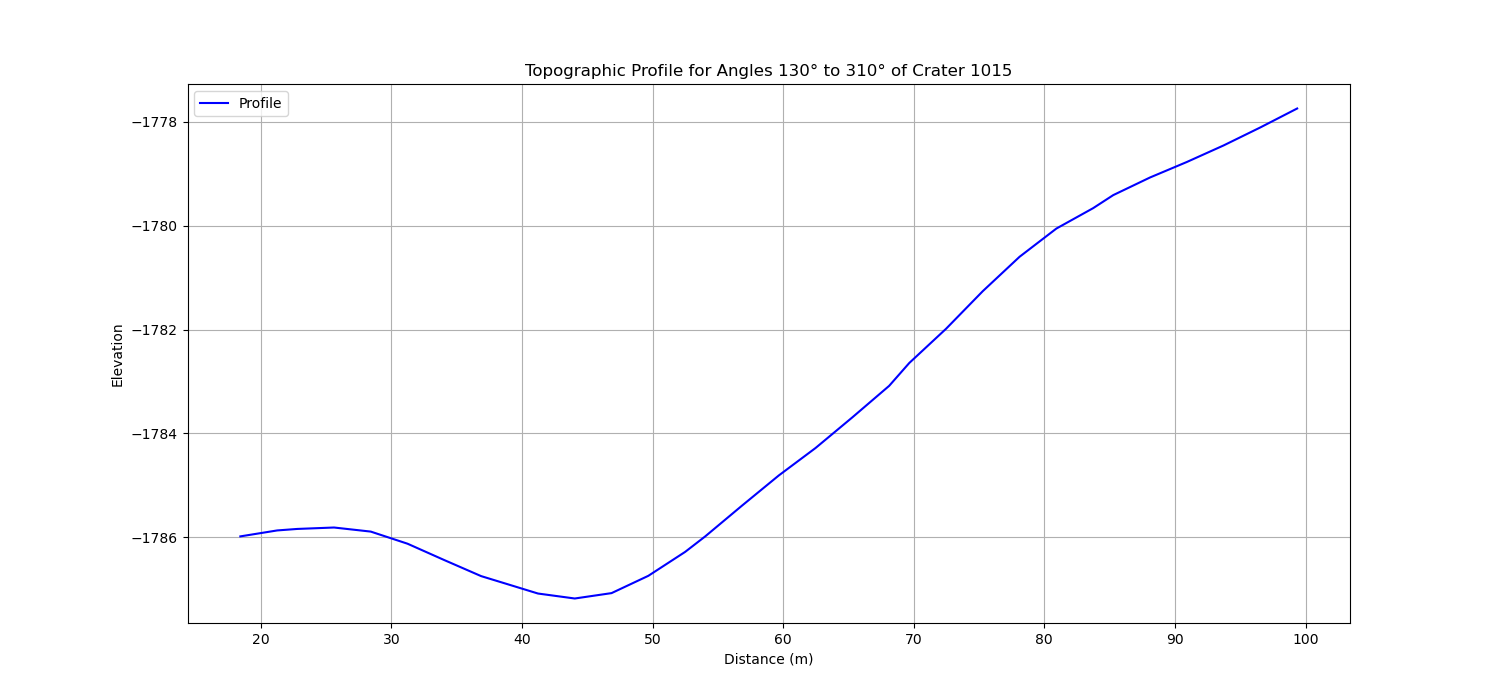 Topographic Profile for Angles 130° to 310° of Crater 1015
Profile
−1778
−1780
−1782
−1784
−1786
Elevation
20 30 40 50 60 70 80 90 100
Distance (m)